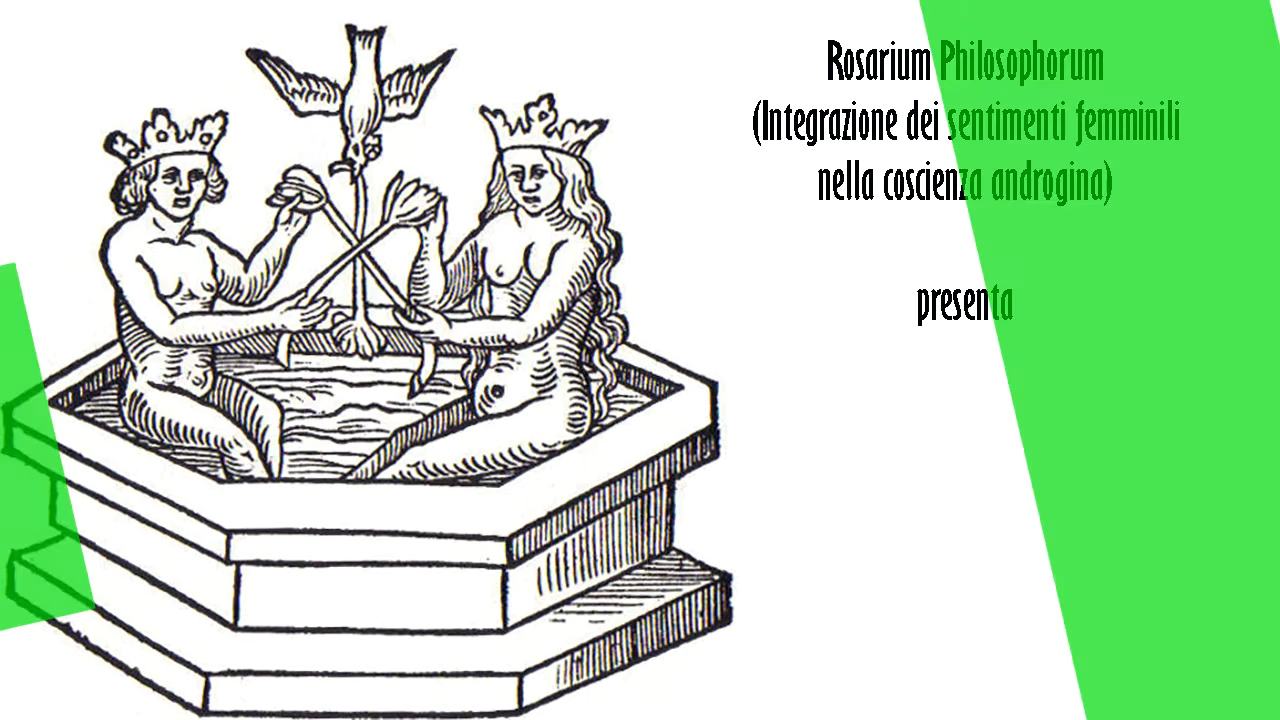 Rosarium Philosophorum
(Integrazione dei sentimenti femminili
nella coscienza androgina)
presenta